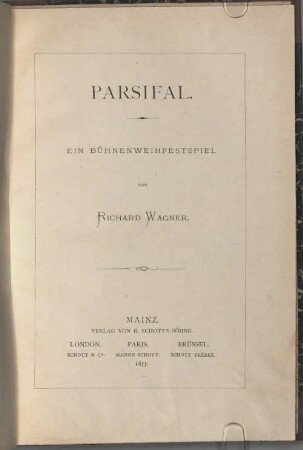 PARSIFAL.
EIN BÜHNENWEIHFESTSPIEL
VON
RICHARD WAGNER.
MAINZ.
VERLAG VON B. SCHOTT'S SÖHNE.
LONDON. PARIS. BRÜSSEL.
SCHOTT & Co. MAISON SCHOTT. SCHOTT FRÈRES.
1877.